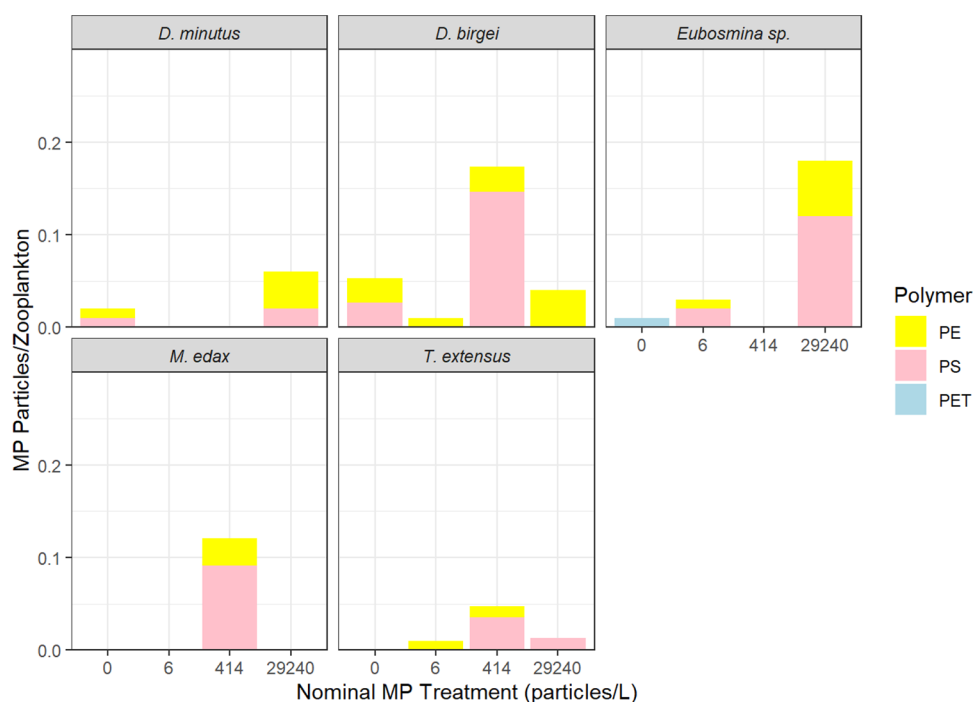 D. minutus
D. birgei
Eubosmina sp.
0.2
0.1
0.0
0 6 414 29240
M. edax
T. extensus
0.2
0.1
0.0
0 6 414 29240
0 6 414 29240
MP Particles/Zooplankton
Nominal MP Treatment (particles/L)
Polymer
PE
PS
PET